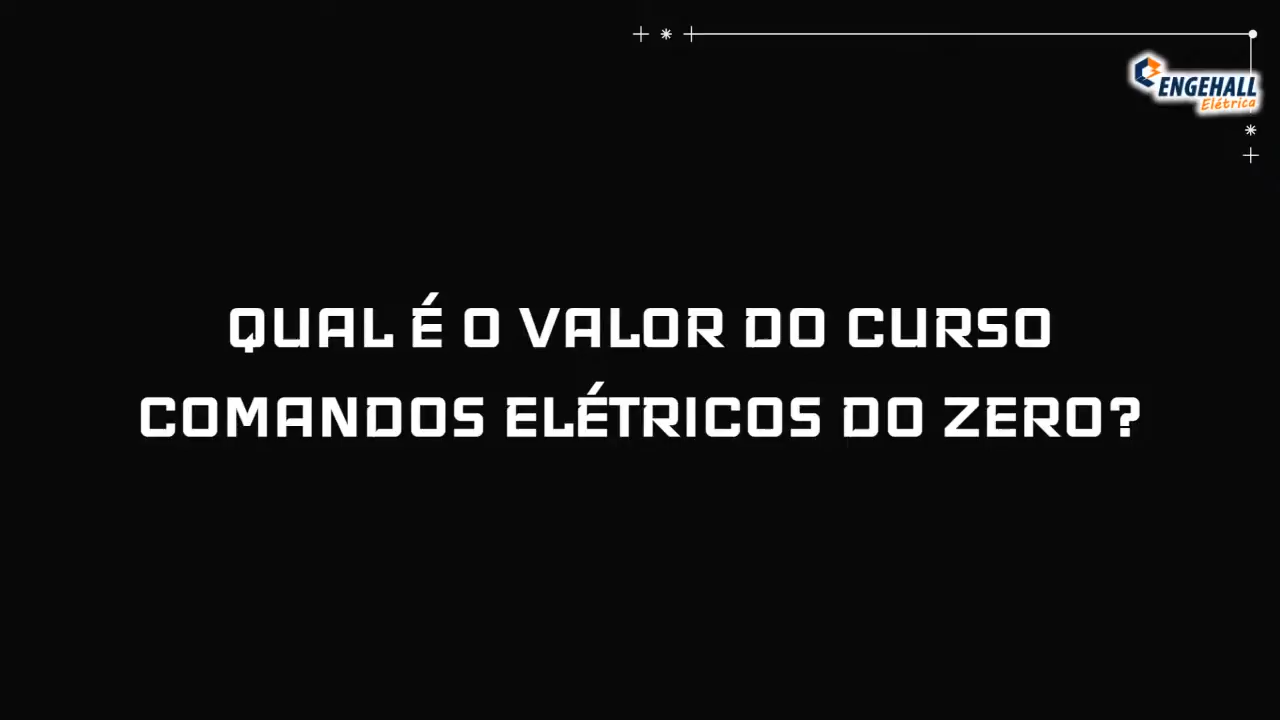 ENGEHALL
Elétrica
QUAL É O VALOR DO CURSO
COMANDOS ELÉTRICOS DO ZERO?